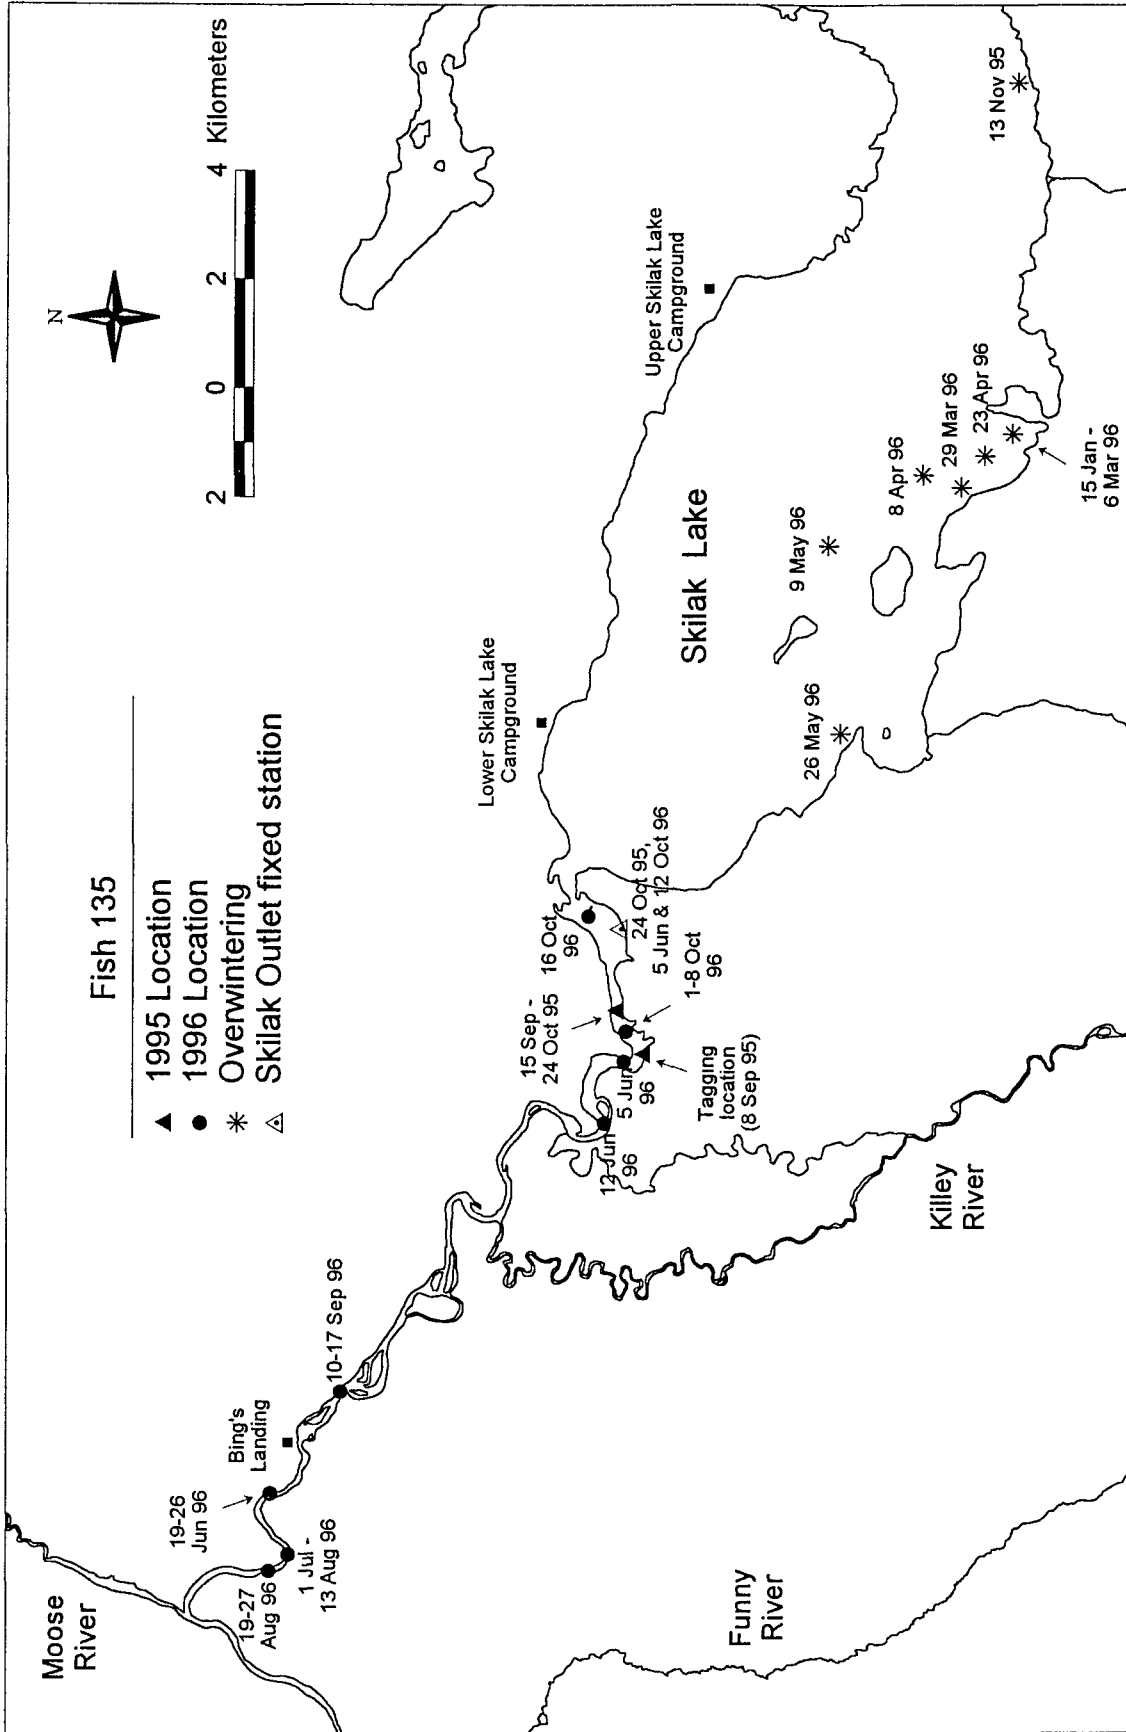 Fish 135
1995 Location
1996 Location
Overwintering
Skilak Outlet fixed station
N
2 0 2 4 Kilometers
Moose
River
19-26
Jun 96
Bing's
Landing
19-27
Aug 96
1 Jul -
13 Aug 96
10-17 Sep 96
Funny
River
Killey
River
12 Jun
96
5 Jun
96
Tagging
location
(8 Sep 95)
15 Sep -
24 Oct 95
16 Oct
96
24 Oct 95,
5 Jun & 12 Oct 96
1-8 Oct
96
Lower Skilak Lake
Campground
Upper Skilak Lake
Campground
Skilak Lake
26 May 96
9 May 96
8 Apr 96
29 Mar 96
23 Apr 96
15 Jan -
6 Mar 96
13 Nov 95